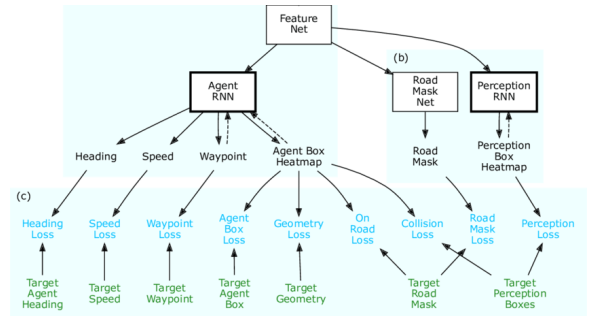 Feature
Net
(b)
Agent
RNN
Road
Mask
Net
Perception
RNN
Heading
Speed
Waypoint
Agent Box
Heatmap
Road
Mask
Perception
Box
Heatmap
(c)
Heading
Loss
Speed
Loss
Waypoint
Loss
Agent
Box
Loss
Geometry
Loss
On
Road
Loss
Collision
Loss
Road
Mask
Loss
Perception
Loss
Target
Agent
Heading
Target
Speed
Target
Waypoint
Target
Agent
Box
Target
Geometry
Target
Road
Mask
Target
Perception
Boxes